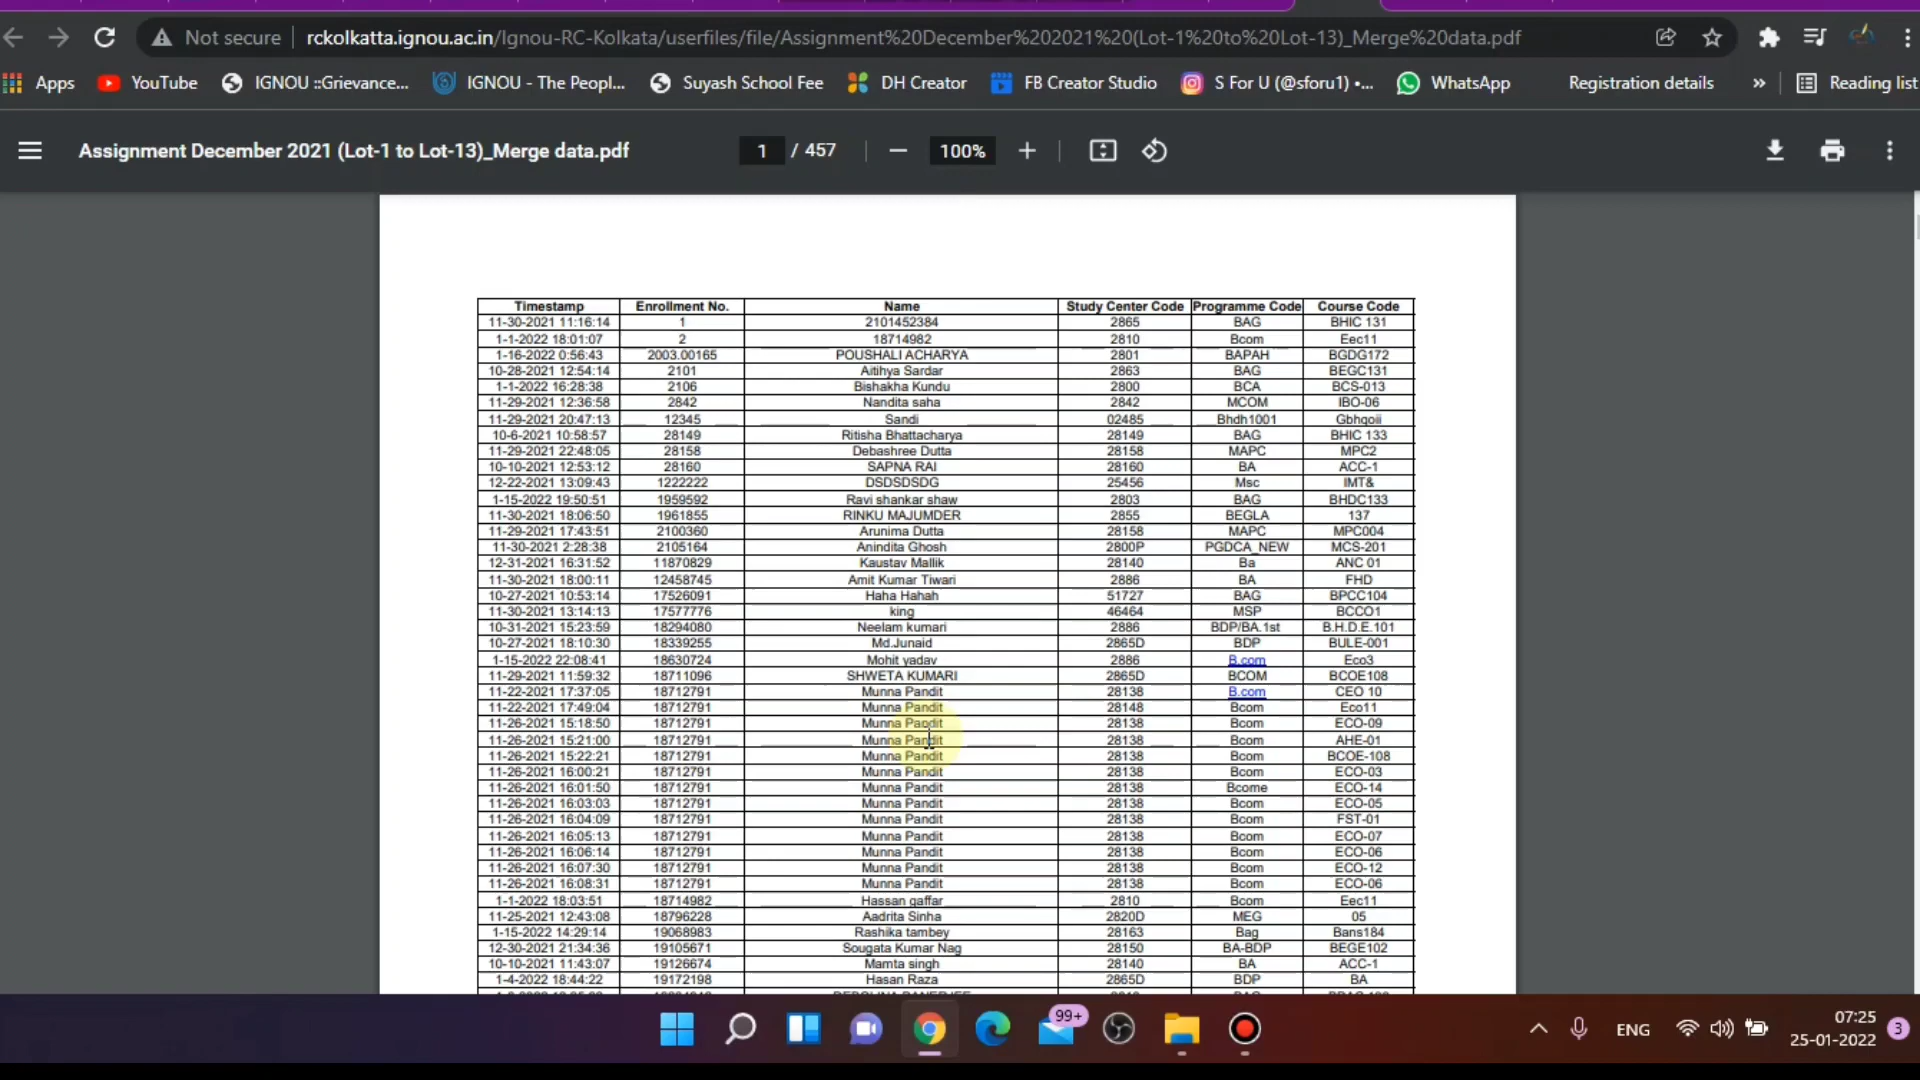 Not secure | rckolkatta.ignou.ac.in/Ignou-RC-Kolkata/userfiles/file/Assignment%20December%202021%20(Lot-1%20to%20Lot-13)_Merge%20data.pdf
Apps YouTube IGNOU ::Grievance... IGNOU - The Peopl... Suyash School Fee DH Creator FB Creator Studio S For U (@sforu1) •... WhatsApp Registration details » Reading list
Assignment December 2021 (Lot-1 to Lot-13)_Merge data.pdf 1 / 457 − 100% +
Timestamp Enrollment No. Name Study Center Code Programme Code Course Code
11-30-2021 11:16:14 1 2101452384 2865 BAG BHIC 131
1-1-2022 18:01:07 2 18714982 2810 Bcom Eec11
1-16-2022 0:56:43 2003.00165 POUSHALI ACHARYA 2801 BAPAH BGDG172
10-28-2021 12:54:14 2101 Aitihya Sardar 2863 BAG BEGC131
1-1-2022 16:28:38 2106 Bishakha Kundu 2800 BCA BCS-013
11-29-2021 12:36:58 2842 Nandita saha 2842 MCOM IBO-06
11-29-2021 20:47:13 12345 Sandi 02485 Bhdh1001 Gbhgoii
10-6-2021 10:58:57 28149 Ritisha Bhattacharya 28149 BAG BHIC 133
11-29-2021 22:48:05 28158 Debashree Dutta 28158 MAPC MPC2
10-10-2021 12:53:12 28160 SAPNA RAI 28160 BA ACC-1
12-22-2021 13:09:43 1222222 DSDSDSDG 25456 Msc IMT&
1-15-2022 19:50:51 1959592 Ravi shankar shaw 2803 BAG BHDC133
11-30-2021 18:06:50 1961855 RINKU MAJUMDER 2855 BEGLA 137
11-29-2021 17:43:51 2100360 Arunima Dutta 28158 MAPC MPC004
11-30-2021 2:28:38 2105164 Anindita Ghosh 2800P PGDCA_NEW MCS-201
12-31-2021 16:31:52 11870829 Kaustav Mallik 28140 Ba ANC 01
11-30-2021 18:00:11 12458745 Amit Kumar Tiwari 2886 BA FHD
10-27-2021 10:53:14 17526091 Haha Hahah 51727 BAG BPCC104
11-30-2021 13:14:13 17577776 king 46464 MSP BCCO1
10-31-2021 15:23:59 18294080 Neelam kumari 2886 BDP/BA.1st B.H.D.E.101
10-27-2021 18:10:30 18339255 Md.Junaid 2865D BDP BULE-001
1-15-2022 22:08:41 18630724 Mohit yadav 2886 B.com Eco3
11-29-2021 11:59:32 18711096 SHWETA KUMARI 2865D BCOM BCOE108
11-22-2021 17:37:05 18712791 Munna Pandit 28138 B.com CEO 10
11-22-2021 17:49:04 18712791 Munna Pandit 28148 Bcom Eco11
11-26-2021 15:18:50 18712791 Munna Pandit 28138 Bcom ECO-09
11-26-2021 15:21:00 18712791 Munna Pandit 28138 Bcom AHE-01
11-26-2021 15:22:21 18712791 Munna Pandit 28138 Bcom BCOE-108
11-26-2021 16:00:21 18712791 Munna Pandit 28138 Bcom ECO-03
11-26-2021 16:01:50 18712791 Munna Pandit 28138 Bcome ECO-14
11-26-2021 16:03:03 18712791 Munna Pandit 28138 Bcom ECO-05
11-26-2021 16:04:09 18712791 Munna Pandit 28138 Bcom FST-01
11-26-2021 16:05:13 18712791 Munna Pandit 28138 Bcom ECO-07
11-26-2021 16:06:14 18712791 Munna Pandit 28138 Bcom ECO-06
11-26-2021 16:07:30 18712791 Munna Pandit 28138 Bcom ECO-12
11-26-2021 16:08:31 18712791 Munna Pandit 28138 Bcom ECO-06
1-1-2022 18:03:51 18714982 Hassan gaffar 2810 Bcom Eec11
11-25-2021 12:43:08 18796228 Aadrita Sinha 2820D MEG 05
1-15-2022 14:29:14 19068983 Rashika tambey 28163 Bag Bans184
12-30-2021 21:34:36 19105671 Sougata Kumar Nag 28150 BA-BDP BEGE102
10-10-2021 11:43:07 19126674 Mamta singh 28140 BA ACC-1
1-4-2022 18:44:22 19172198 Hasan Raza 2865D BDP BA
99+
ENG
07:25
25-01-2022 3